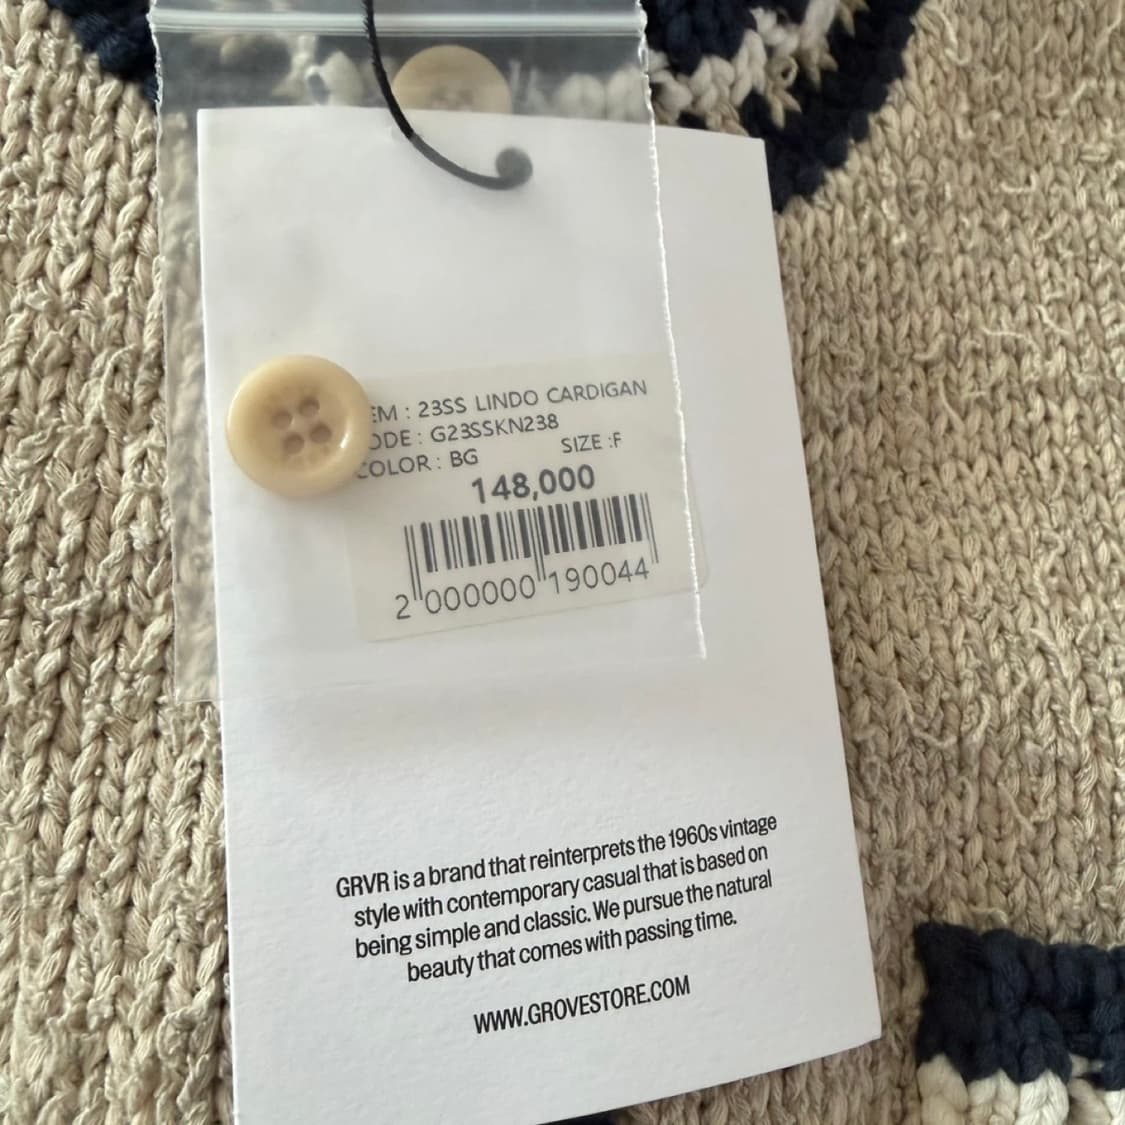 EM : 23SS LINDO CARDIGAN
ODE : G23SSKN238
COLOR : BG SIZE :F
148,000
2 000000 190044
GRVR is a brand that reinterprets the 1960s vintage
style with contemporary casual that is based on
being simple and classic. We pursue the natural
beauty that comes with passing time.
WWW.GROVESTORE.COM